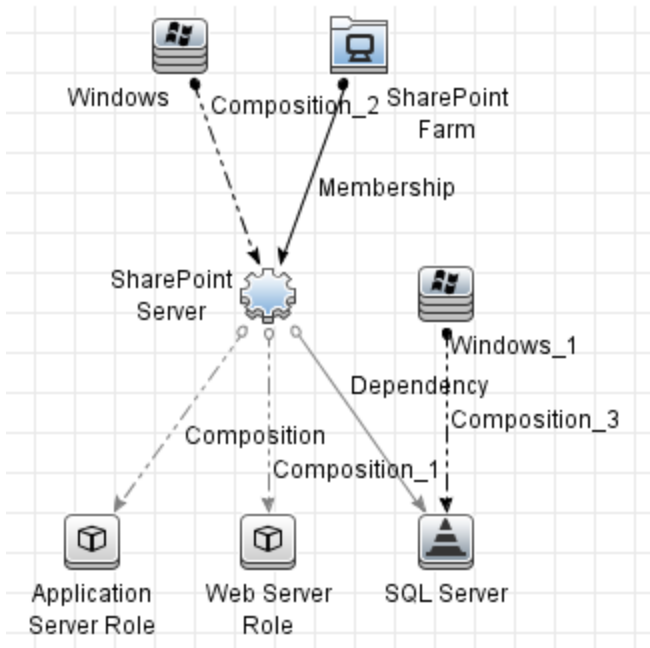 Windows
Composition_2
SharePoint
Farm
Membership
SharePoint
Server
Windows_1
Dependency
Composition_3
Composition
Composition_1
Application
Server Role
Web Server
Role
SQL Server